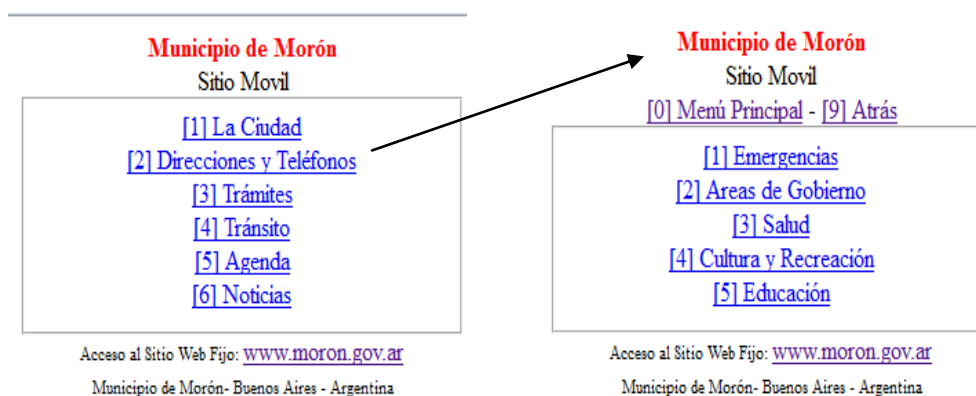 Municipio de Morón
Sitio Movil
[1] La Ciudad
[2] Direcciones y Teléfonos
[3] Trámites
[4] Tránsito
[5] Agenda
[6] Noticias
Acceso al Sitio Web Fijo: www.moron.gov.ar
Municipio de Morón- Buenos Aires - Argentina
Municipio de Morón
Sitio Movil
[0] Menú Principal - [9] Atrás
[1] Emergencias
[2] Areas de Gobierno
[3] Salud
[4] Cultura y Recreación
[5] Educación
Acceso al Sitio Web Fijo: www.moron.gov.ar
Municipio de Morón- Buenos Aires - Argentina